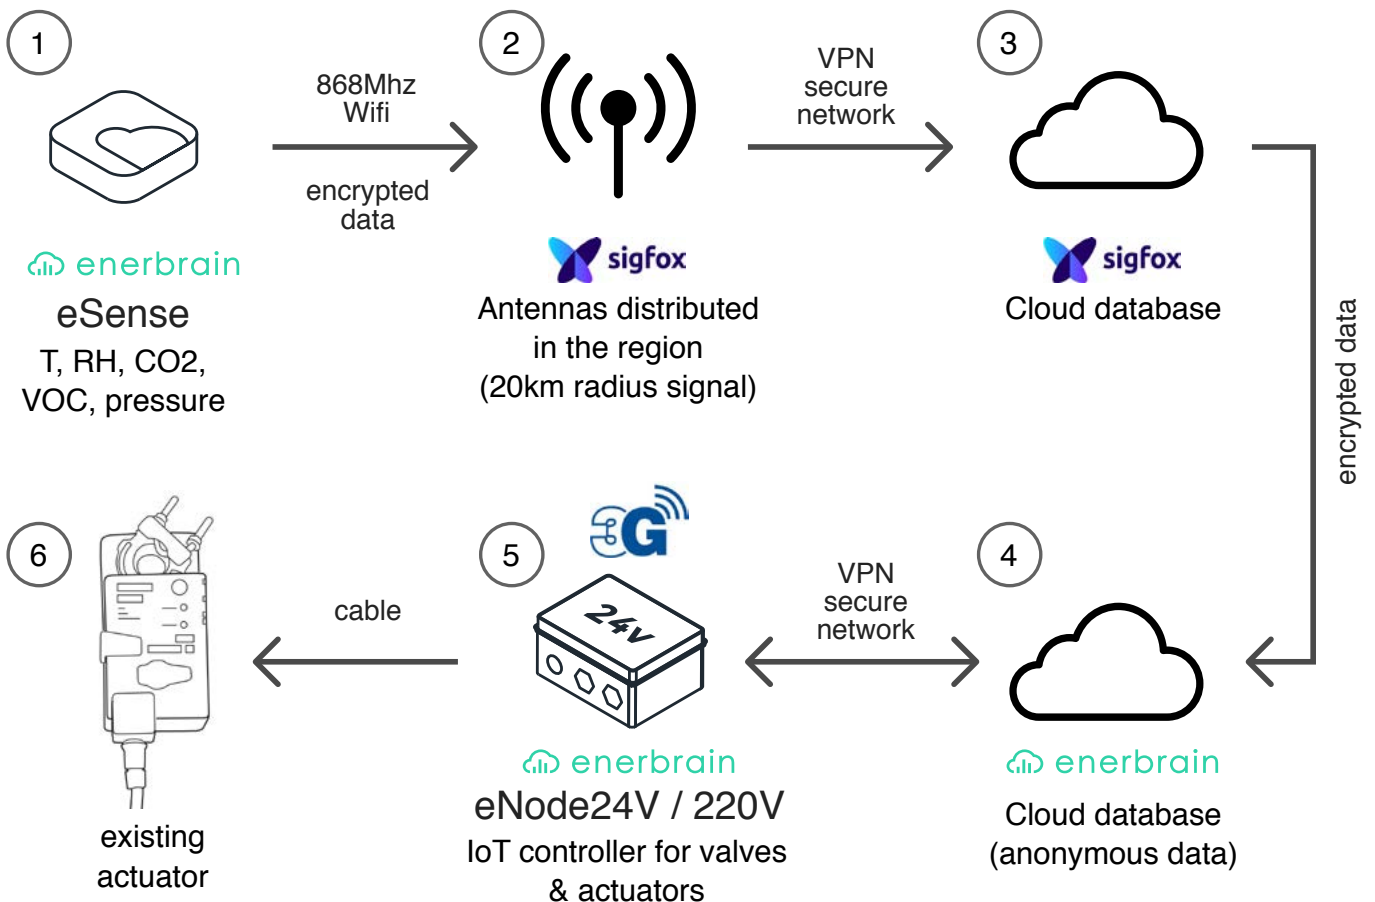 1
868Mhz
Wifi
encrypted
data
enerbrain
eSense
T, RH, CO2,
VOC, pressure
2
sigfox
Antennas distributed
in the region
(20km radius signal)
VPN
secure
network
3
sigfox
Cloud database
encrypted data
4
enerbrain
Cloud database
(anonymous data)
VPN
secure
network
5
3G
24v
enerbrain
eNode24V / 220V
IoT controller for valves
& actuators
cable
6
existing
actuator